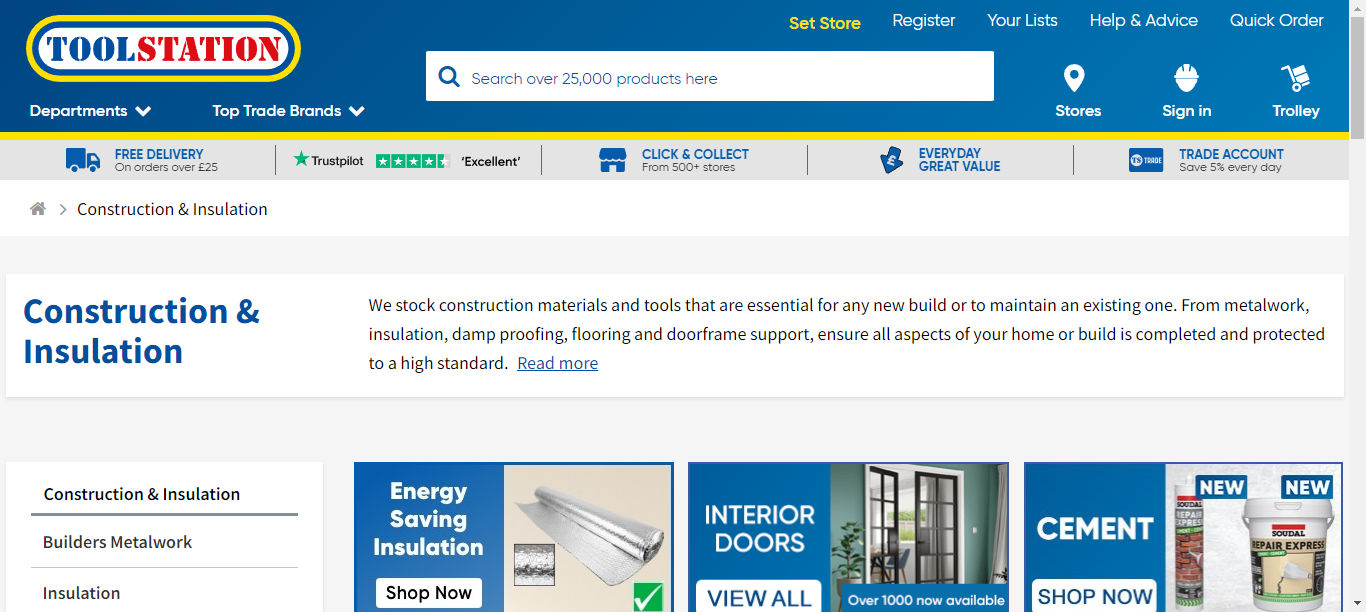 TOOLSTATION
Set Store
Register
Your Lists
Help & Advice
Quick Order
Search over 25,000 products here
Stores
Sign in
Trolley
Departments
Top Trade Brands
FREE DELIVERY
On orders over £25
Trustpilot
'Excellent'
CLICK & COLLECT
From 500+ stores
EVERYDAY
GREAT VALUE
TRADE
TRADE ACCOUNT
Save 5% every day
Construction & Insulation
Construction &
Insulation
We stock construction materials and tools that are essential for any new build or to maintain an existing one. From metalwork,
insulation, damp proofing, flooring and doorframe support, ensure all aspects of your home or build is completed and protected
to a high standard. Read more
Construction & Insulation
Builders Metalwork
Insulation
Energy
Saving
Insulation
Shop Now
INTERIOR
DOORS
VIEW ALL
Over 1000 now available
CEMENT
SHOP NOW
NEW
NEW
SOUDAL
REPAIR
EXPRESS
CEMENT
SOUDAL
REPAIR EXPRESS
CEMENT